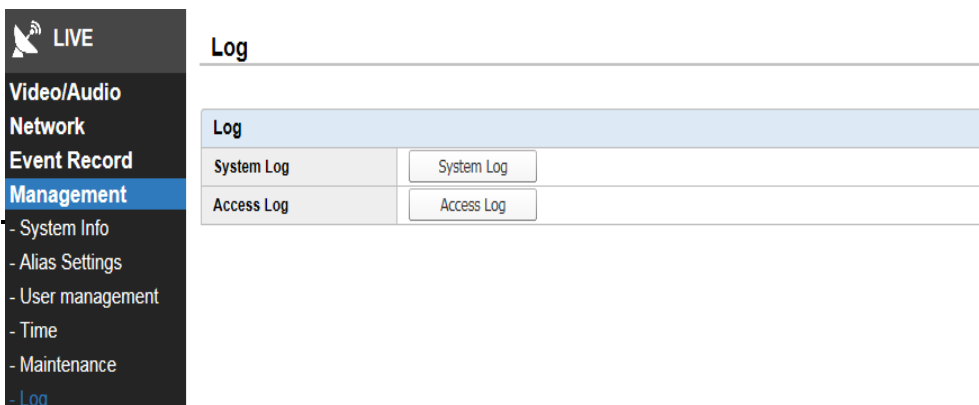 LIVE
Video/Audio
Network
Event Record
Management
- System Info
- Alias Settings
- User management
- Time
- Maintenance
- Log
Log
Log
System Log System Log
Access Log Access Log